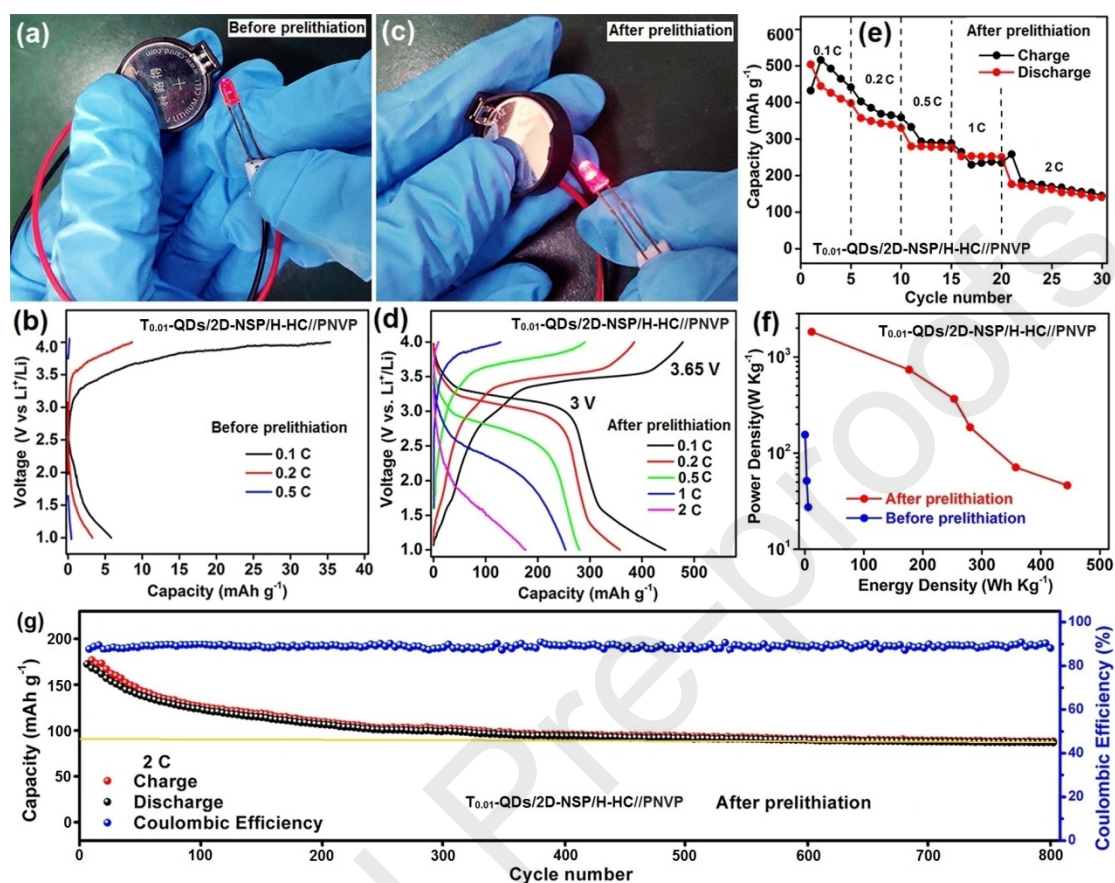 (a)
Before prelithiation
www.canrd.com
LITHIUM CELL
(c)
After prelithiation
(e)
After prelithiation
Charge
Discharge
0.1 C
0.2 C
0.5 C
1 C
2 C
T0.01-QDs/2D-NSP/H-HC//PNVP
Capacity (mAh g-1)
600
500
400
300
200
100
0
0 5 10 15 20 25 30
Cycle number
(b)
T0.01-QDs/2D-NSP/H-HC//PNVP
Before prelithiation
0.1 C
0.2 C
0.5 C
Voltage (V vs Li+/Li)
4.0
3.5
3.0
2.5
2.0
1.5
1.0
0 5 10 15 20 25 30 35 40
Capacity (mAh g-1)
(d)
T0.01-QDs/2D-NSP/H-HC//PNVP
3.65 V
3 V
After prelithiation
0.1 C
0.2 C
0.5 C
1 C
2 C
Voltage (V vs. Li+/Li)
4.0
3.5
3.0
2.5
2.0
1.5
1.0
0 100 200 300 400 500
Capacity (mAh g-1)
(f)
T0.01-QDs/2D-NSP/H-HC//PNVP
After prelithiation
Before prelithiation
Power Density(W Kg-1)
103
102
101
0 100 200 300 400 500
Energy Density (Wh Kg-1)
(g)
2 C
Charge
Discharge
Coulombic Efficiency
T0.01-QDs/2D-NSP/H-HC//PNVP
After prelithiation
Capacity (mAh g-1)
200
150
100
50
0
0 100 200 300 400 500 600 700 800
Cycle number
100
80
60
40
20
0
Coulombic Efficiency (%)
Pre-proofs